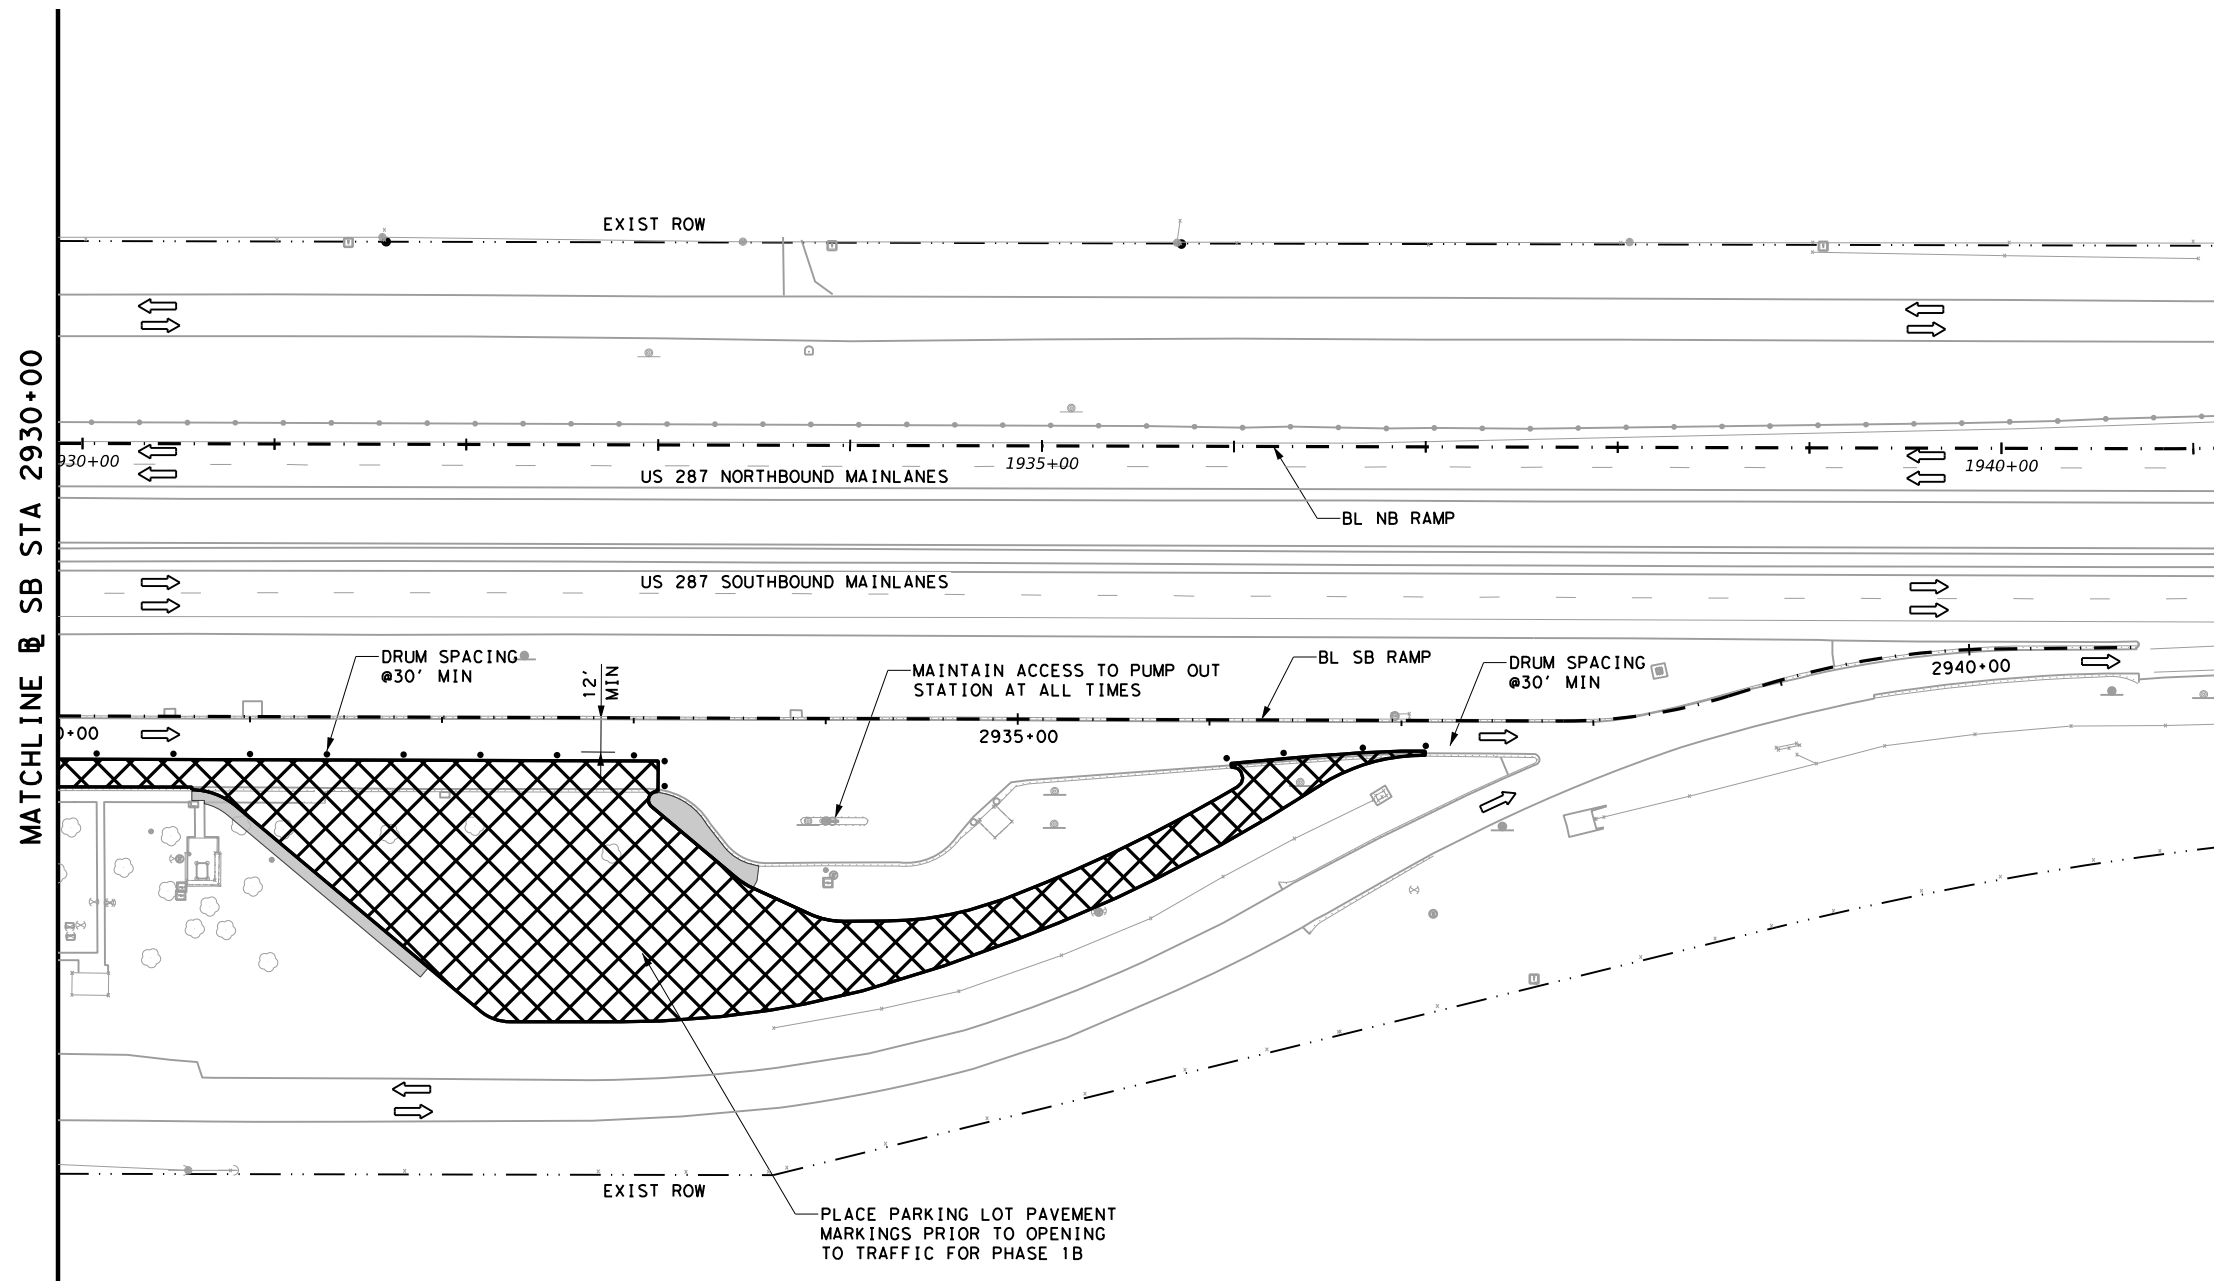 EXIST ROW
MATCHLINE BL SB STA 2930+00
930+00
1935+00
1940+00
US 287 NORTHBOUND MAINLANES
BL NB RAMP
US 287 SOUTHBOUND MAINLANES
DRUM SPACING
@30' MIN
12'
MIN
MAINTAIN ACCESS TO PUMP OUT
STATION AT ALL TIMES
BL SB RAMP
DRUM SPACING
@30' MIN
2940+00
0+00
2935+00
EXIST ROW
PLACE PARKING LOT PAVEMENT
MARKINGS PRIOR TO OPENING
TO TRAFFIC FOR PHASE 1B